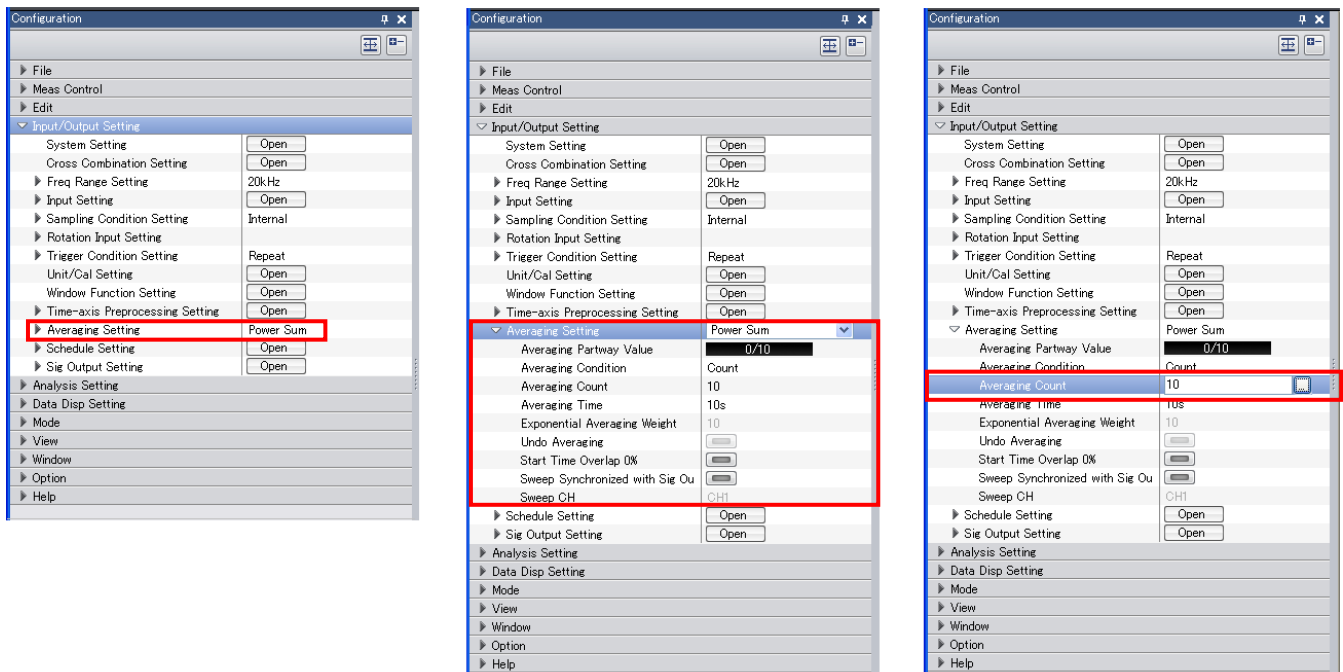 Configuration
File
Meas Control
Edit
Input/Output Setting
System Setting Open
Cross Combination Setting Open
Freq Range Setting 20kHz
Input Setting Open
Sampling Condition Setting Internal
Rotation Input Setting
Trigger Condition Setting Repeat
Unit/Cal Setting Open
Window Function Setting Open
Time-axis Preprocessing Setting Open
Averaging Setting Power Sum
Schedule Setting Open
Sig Output Setting Open
Analysis Setting
Data Disp Setting
Mode
View
Window
Option
Help
Configuration
File
Meas Control
Edit
Input/Output Setting
System Setting Open
Cross Combination Setting Open
Freq Range Setting 20kHz
Input Setting Open
Sampling Condition Setting Internal
Rotation Input Setting
Trigger Condition Setting Repeat
Unit/Cal Setting Open
Window Function Setting Open
Time-axis Preprocessing Setting Open
Averaging Setting Power Sum
Averaging Partway Value 0/10
Averaging Condition Count
Averaging Count 10
Averaging Time 10s
Exponential Averaging Weight 10
Undo Averaging
Start Time Overlap 0%
Sweep Synchronized with Sig Ou
Sweep CH CH1
Schedule Setting Open
Sig Output Setting Open
Analysis Setting
Data Disp Setting
Mode
View
Window
Option
Help
Configuration
File
Meas Control
Edit
Input/Output Setting
System Setting Open
Cross Combination Setting Open
Freq Range Setting 20kHz
Input Setting Open
Sampling Condition Setting Internal
Rotation Input Setting
Trigger Condition Setting Repeat
Unit/Cal Setting Open
Window Function Setting Open
Time-axis Preprocessing Setting Open
Averaging Setting Power Sum
Averaging Partway Value 0/10
Averaging Condition Count
Averaging Count 10 ...
Averaging Time 10s
Exponential Averaging Weight 10
Undo Averaging
Start Time Overlap 0%
Sweep Synchronized with Sig Ou
Sweep CH CH1
Schedule Setting Open
Sig Output Setting Open
Analysis Setting
Data Disp Setting
Mode
View
Window
Option
Help